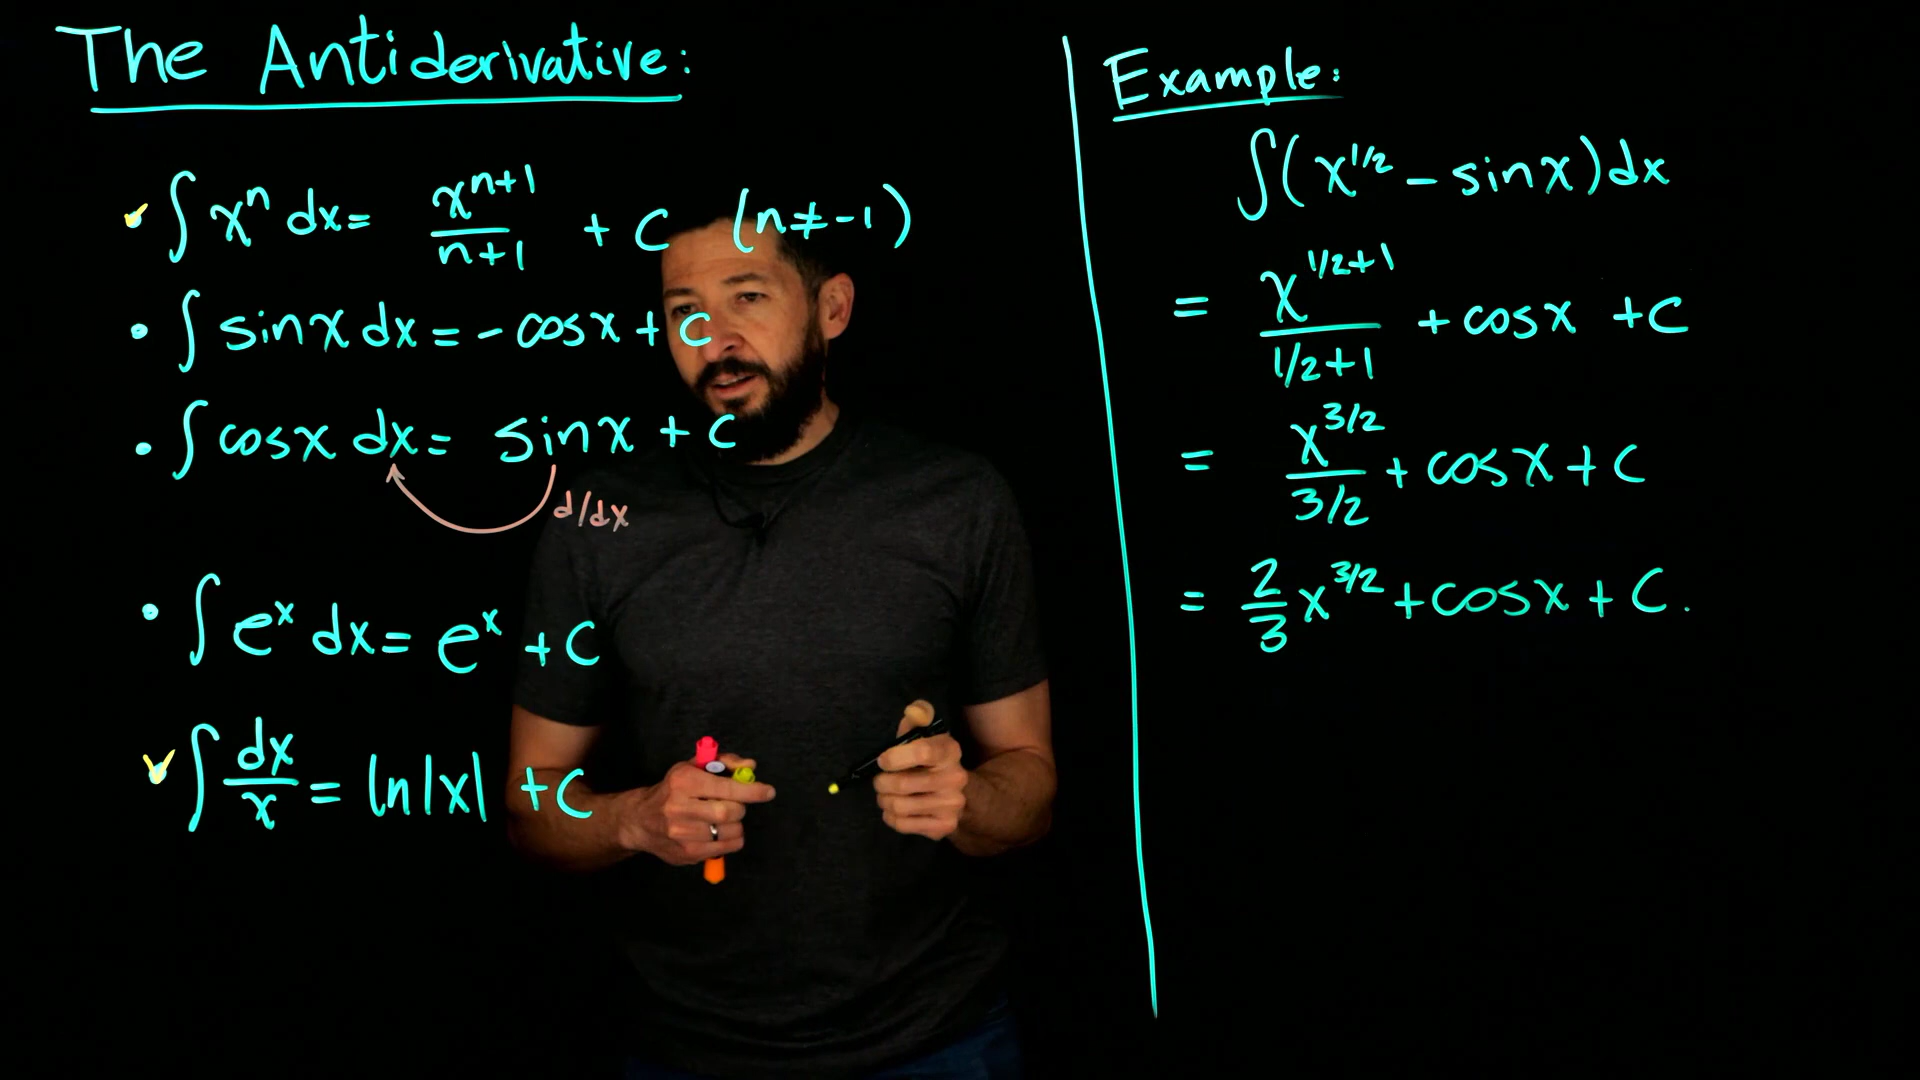 The Antiderivative:
∫ xⁿ dx = xⁿ⁺¹/n+1 + C (n ≠ -1)
• ∫ sinx dx = - cosx + C
• ∫ cosx dx = sinx + C
d/dx
• ∫ eˣ dx = eˣ + C
∫ dx/x = ln|x| + C
Example:
∫(x^1/2 - sinx)dx
= x^1/2+1 / 1/2+1 + cosx + C
= x^3/2 / 3/2 + cosx + C
= 2/3 x^3/2 + cosx + C.